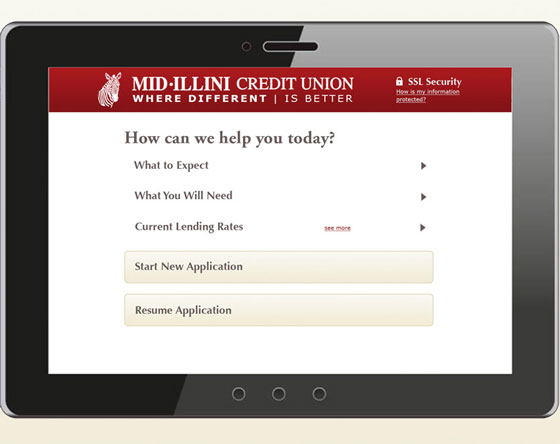 MID·ILLINI CREDIT UNION
WHERE DIFFERENT | IS BETTER
SSL Security
How is my information
protected?
How can we help you today?
What to Expect
What You Will Need
Current Lending Rates see more
Start New Application
Resume Application